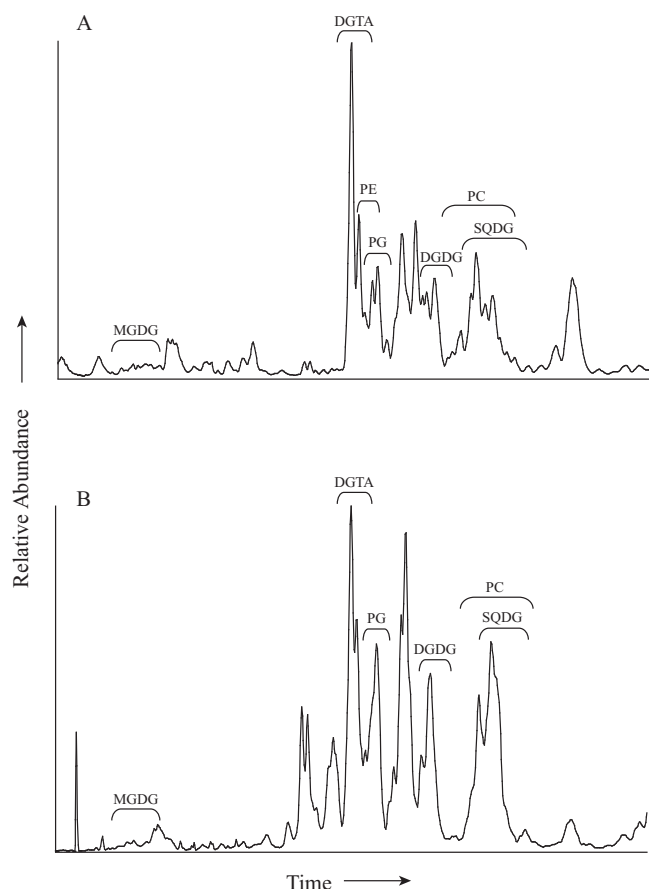 A
DGTA
PE
PG
DGDG
PC
SQDG
MGDG
Relative Abundance
B
DGTA
PG
DGDG
PC
SQDG
MGDG
Time